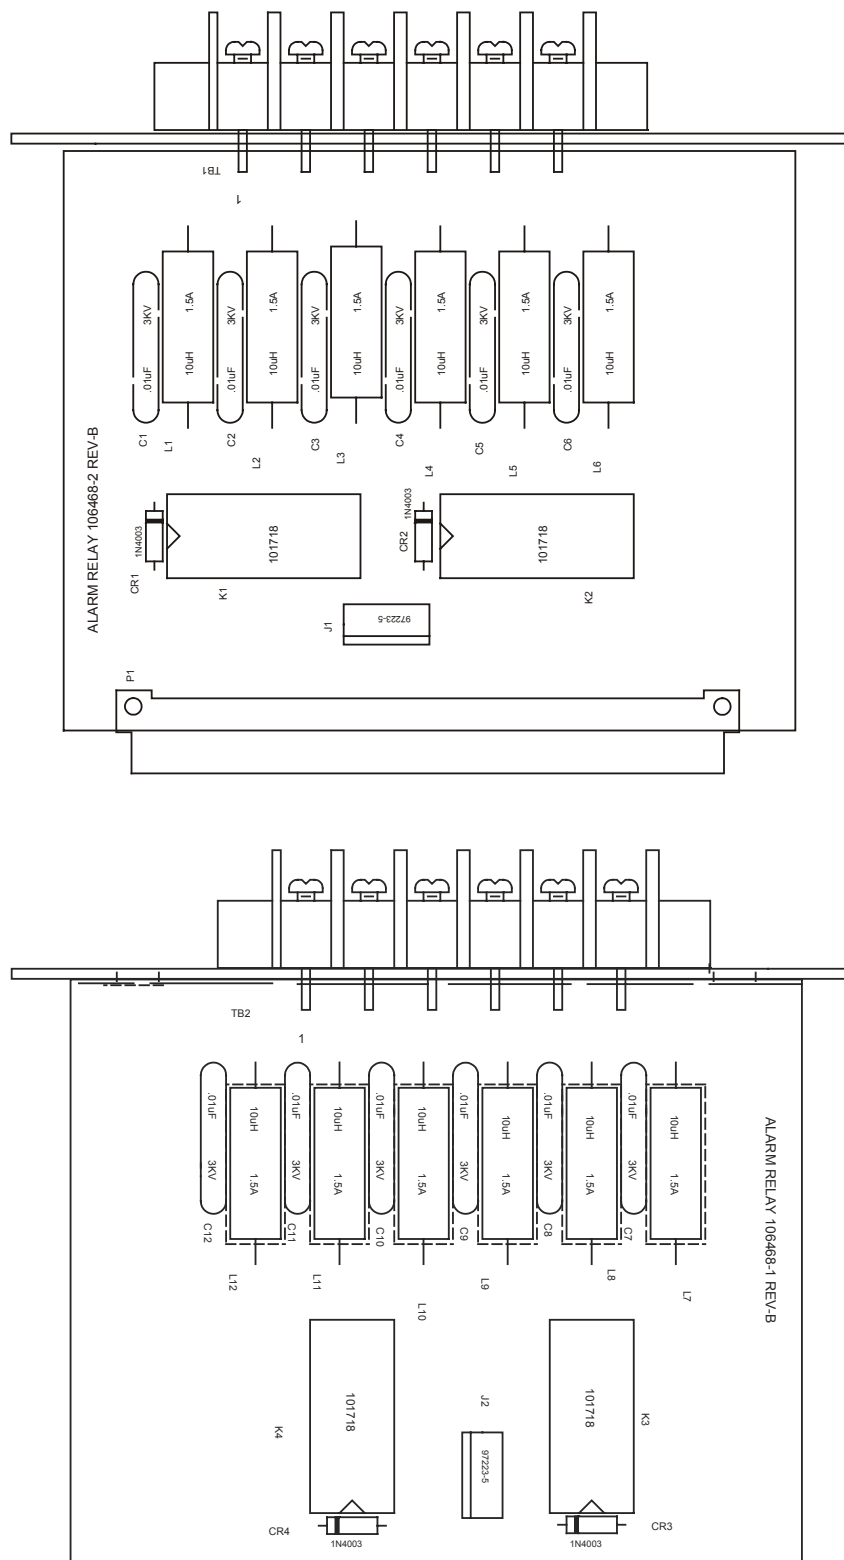 TB1
1
3KV 1.5A 3KV 1.5A 3KV 1.5A 3KV 1.5A 3KV 1.5A 3KV 1.5A
.01uF 10uH .01uF 10uH .01uF 10uH .01uF 10uH .01uF 10uH .01uF 10uH
C1 L1 C2 L2 C3 L3 C4 L4 C5 L5 C6 L6
ALARM RELAY 106468-2 REV-B
1N4003
101718
1N4003
CR2
101718
CR1
K1
K2
J1
97223-5
P1
TB2
1
.01uF 10uH .01uF 10uH .01uF 10uH .01uF 10uH .01uF 10uH .01uF 10uH
3KV 1.5A 3KV 1.5A 3KV 1.5A 3KV 1.5A 3KV 1.5A 3KV 1.5A
C12 L12 C11 L11 C10 L10 C9 L9 C8 L8 C7 L7
ALARM RELAY 106468-1 REV-B
K4
101718
J2
97223-5
101718
K3
CR4
1N4003
1N4003
CR3